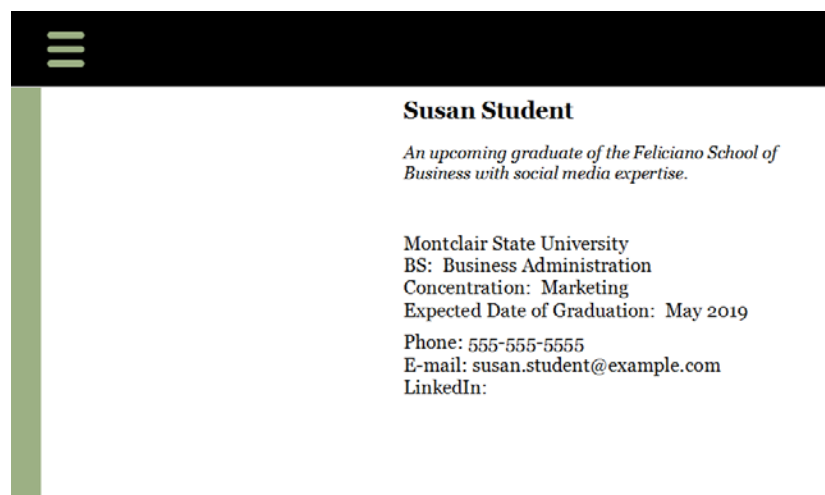 Susan Student
An upcoming graduate of the Feliciano School of
Business with social media expertise.
Montclair State University
BS:  Business Administration
Concentration:  Marketing
Expected Date of Graduation:  May 2019
Phone: 555-555-5555
E-mail: susan.student@example.com
LinkedIn: